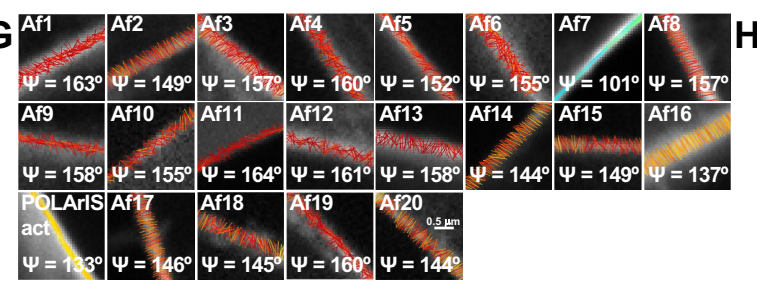 G
Af1 Af2 Af3 Af4 Af5 Af6 Af7 Af8
H
Ψ = 163º Ψ = 149º Ψ = 157º Ψ = 160º Ψ = 152º Ψ = 155º Ψ = 101º Ψ = 157º
Af9 Af10 Af11 Af12 Af13 Af14 Af15 Af16
Ψ = 158º Ψ = 155º Ψ = 164º Ψ = 161º Ψ = 158º Ψ = 144º Ψ = 149º Ψ = 137º
POLArIS Af17 Af18 Af19 Af20
act
0.5 µm
Ψ = 133º Ψ = 146º Ψ = 145º Ψ = 160º Ψ = 144º